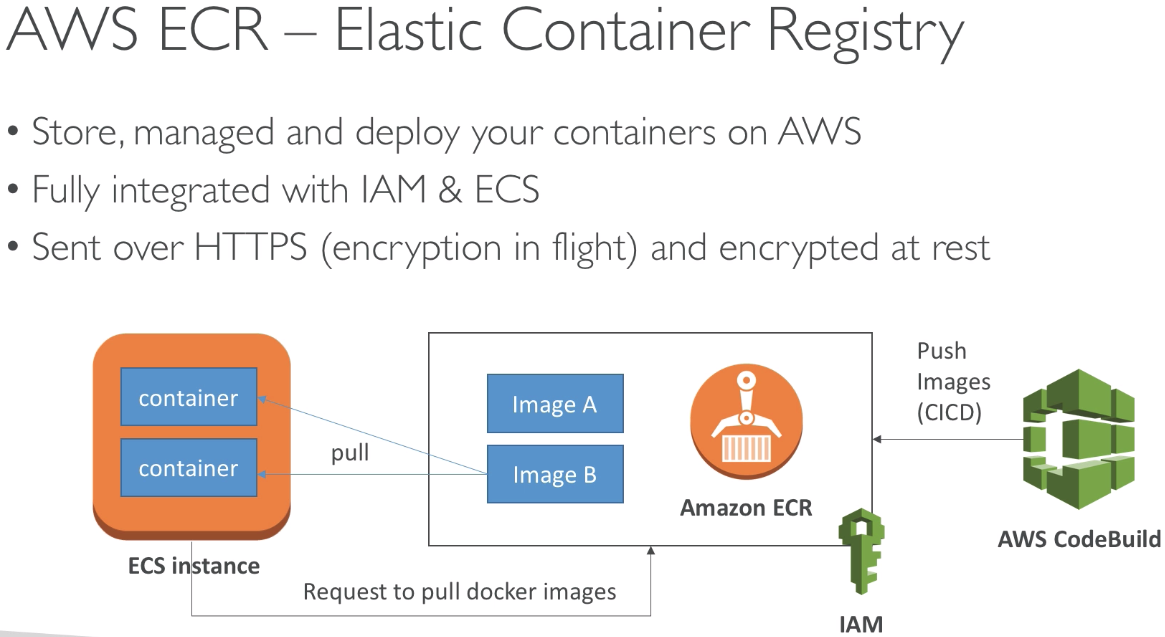 AWS ECR – Elastic Container Registry
• Store, managed and deploy your containers on AWS
• Fully integrated with IAM & ECS
• Sent over HTTPS (encryption in flight) and encrypted at rest
container
container
ECS instance
pull
Image A
Image B
Amazon ECR
Push
Images
(CICD)
AWS CodeBuild
Request to pull docker images
IAM